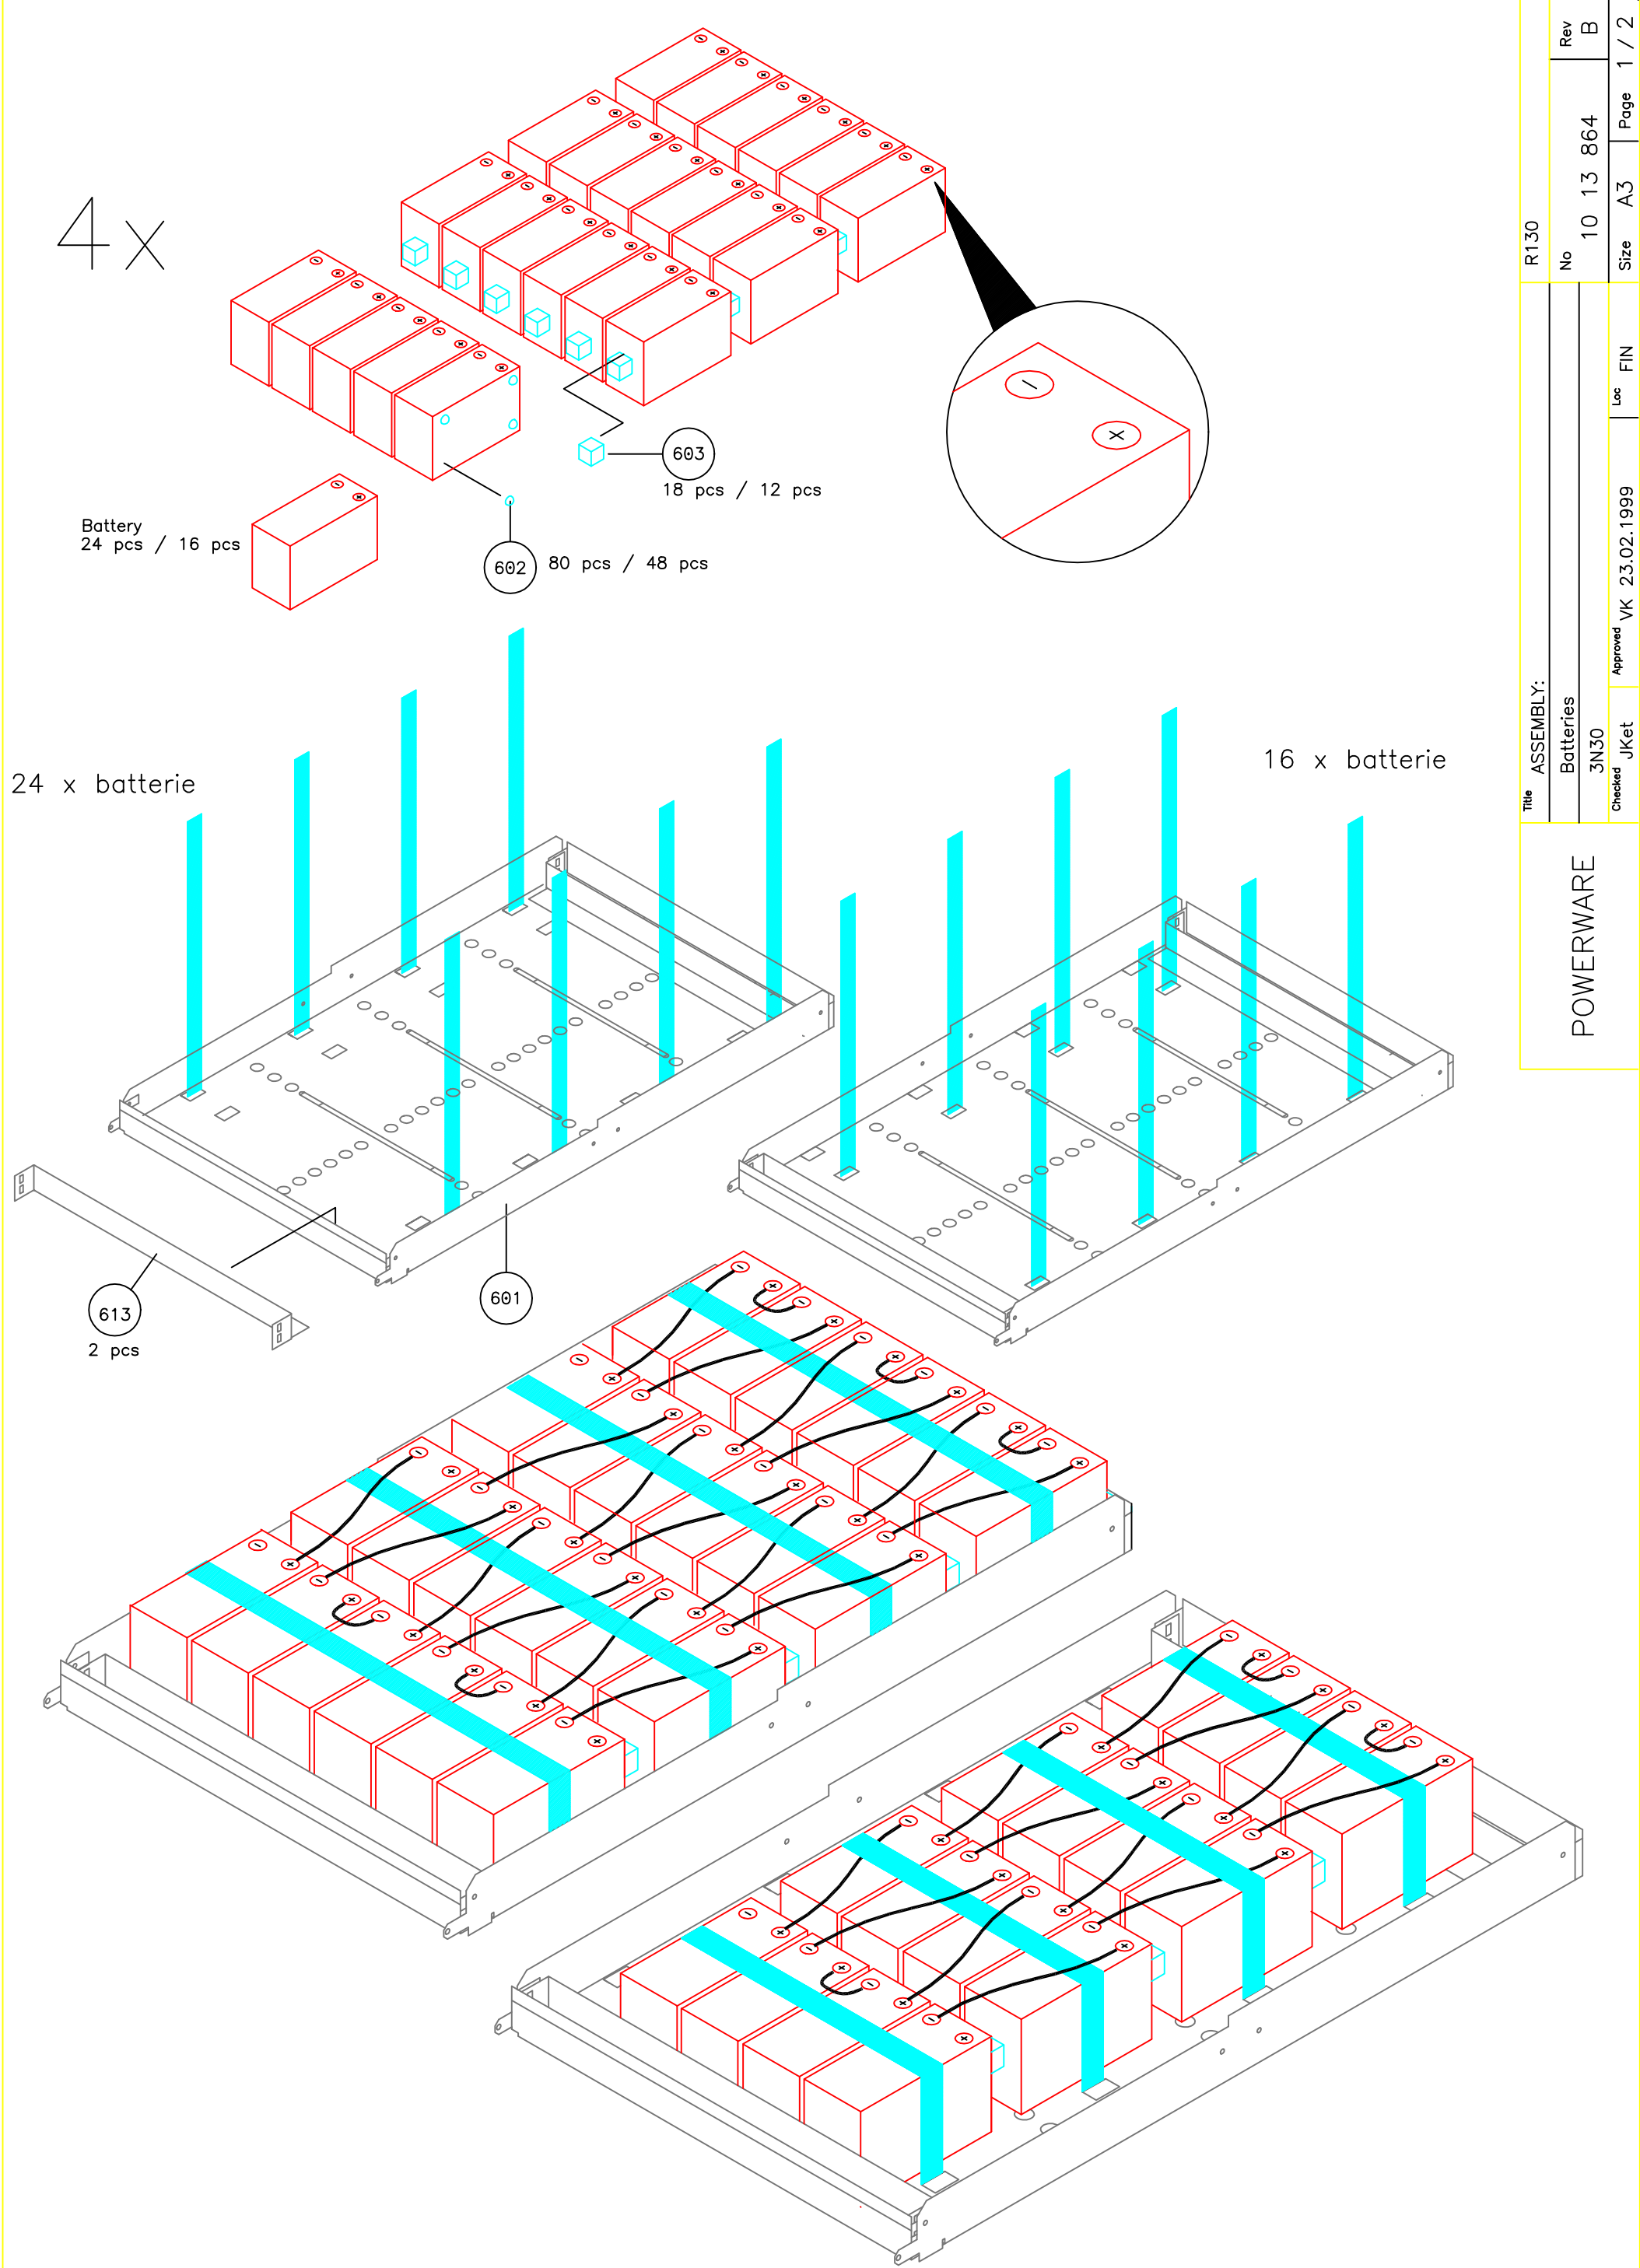 4 x
603
18 pcs / 12 pcs
Battery
24 pcs / 16 pcs
602
80 pcs / 48 pcs
24 x batterie
16 x batterie
613
2 pcs
601
POWERWARE
Title
ASSEMBLY:
Batteries
3N30
R130
No
10 13 864
Rev
B
Checked JKet
Approved VK 23.02.1999
Loc FIN
Size A3
Page 1 / 2